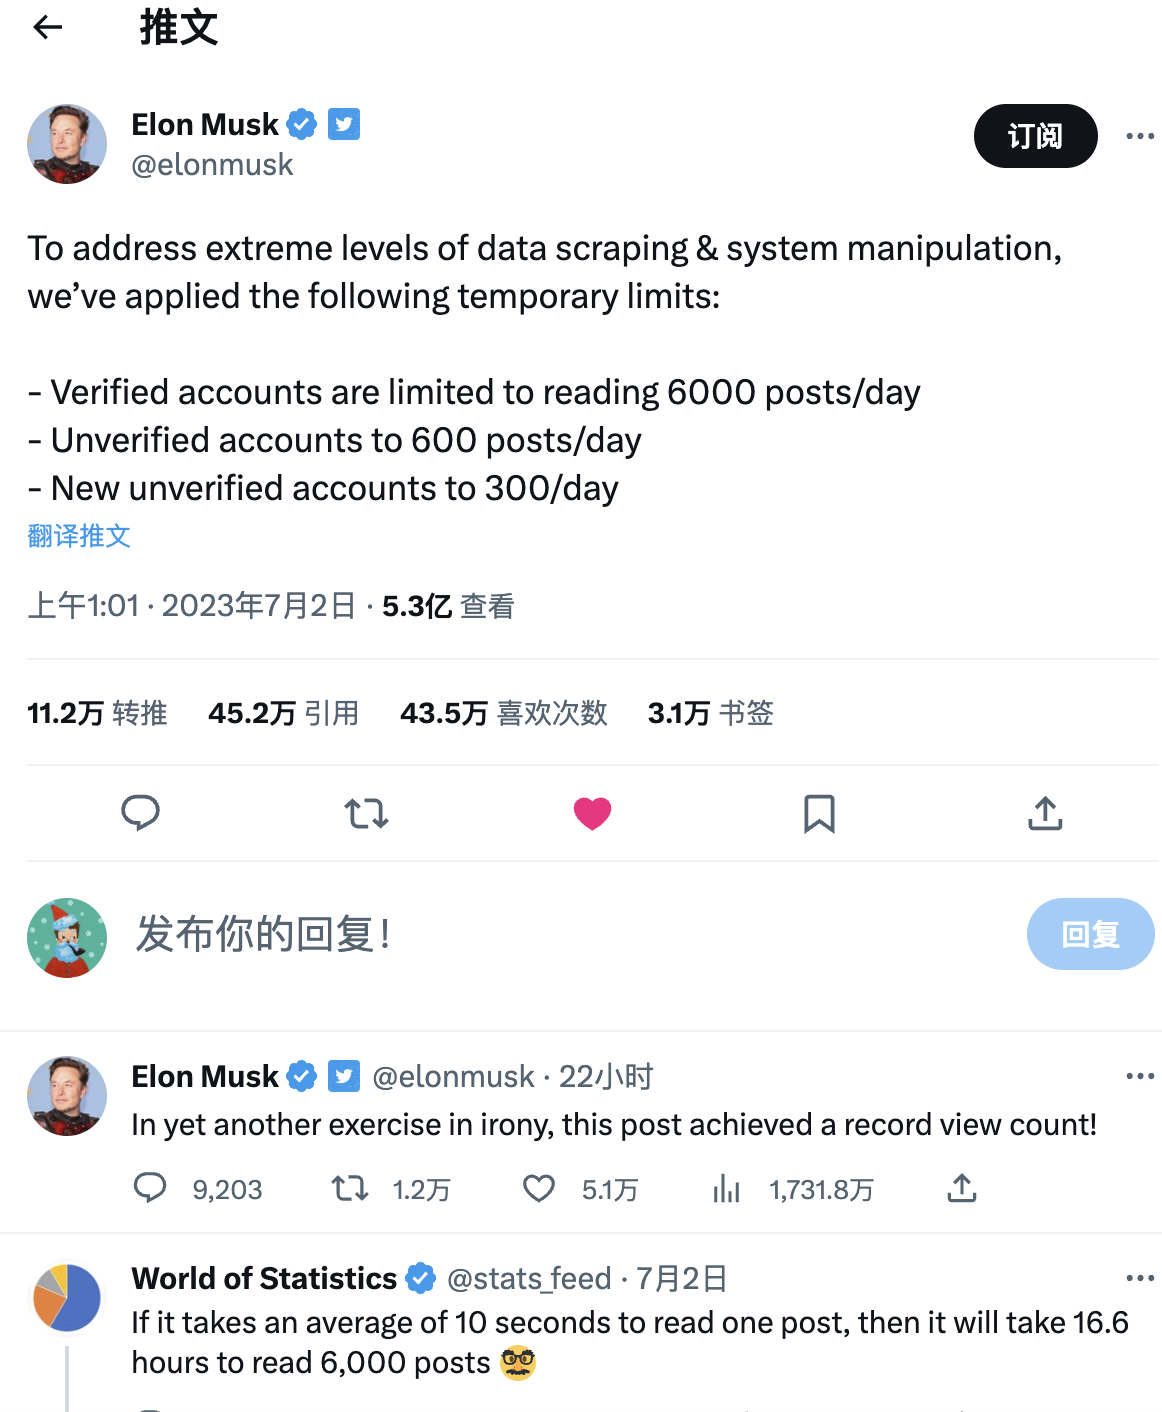 推文
Elon Musk
@elonmusk
订阅
To address extreme levels of data scraping & system manipulation,
we’ve applied the following temporary limits:
- Verified accounts are limited to reading 6000 posts/day
- Unverified accounts to 600 posts/day
- New unverified accounts to 300/day
翻译推文
上午1:01 · 2023年7月2日 · 5.3亿 查看
11.2万 转推 45.2万 引用 43.5万 喜欢次数 3.1万 书签
发布你的回复！
回复
Elon Musk @elonmusk · 22小时
In yet another exercise in irony, this post achieved a record view count!
9,203 1.2万 5.1万 1,731.8万
World of Statistics @stats_feed · 7月2日
If it takes an average of 10 seconds to read one post, then it will take 16.6
hours to read 6,000 posts 🥸